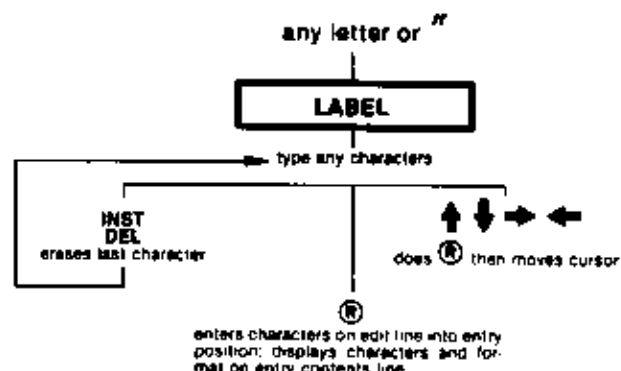 any letter or "
LABEL
type any characters
INST
DEL
erases last character
does Ⓡ then moves cursor
Ⓡ
enters characters on edit line into entry
position; displays characters and for-
mat on entry contents line